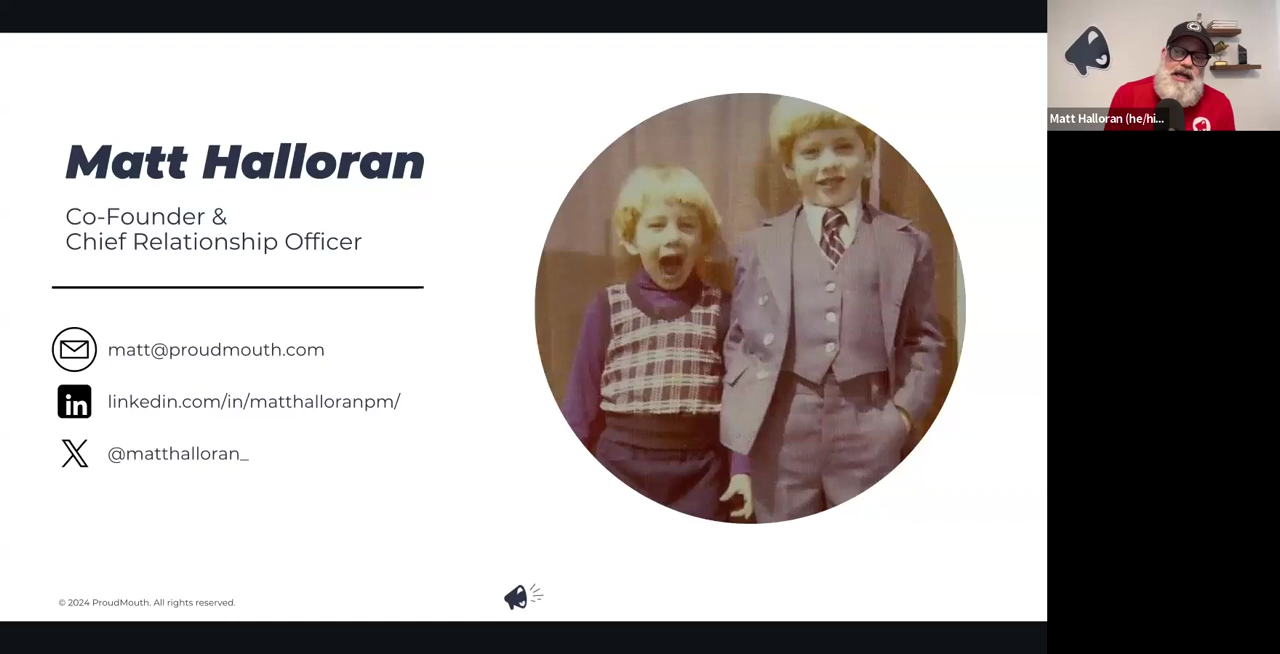 Matt Halloran
Co-Founder &
Chief Relationship Officer
matt@proudmouth.com
linkedin.com/in/matthalloranpm/
@matthalloran_
© 2024 ProudMouth. All rights reserved.
Matt Halloran (he/hi...